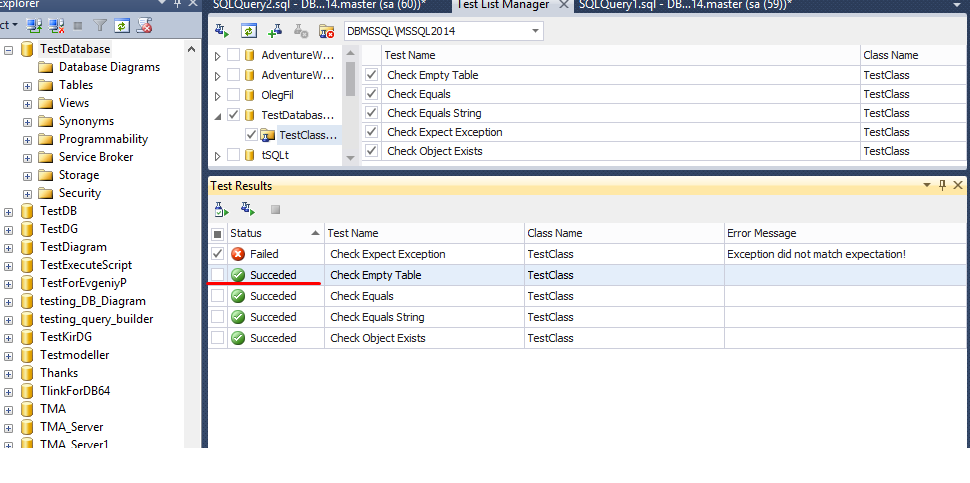 Explorer
ct
TestDatabase
Database Diagrams
Tables
Views
Synonyms
Programmability
Service Broker
Storage
Security
TestDB
TestDG
TestDiagram
TestExecuteScript
TestForEvgeniyP
testing_DB_Diagram
testing_query_builder
TestKirDG
Testmodeller
Thanks
TlinkForDB64
TMA
TMA_Server
TMA_Server1
SQLQuery2.sql - DB...14.master (sa (60))* Test List Manager SQLQuery1.sql - DB...14.master (sa (59))*
DBMSSQL\MSSQL2014
AdventureW...
AdventureW...
OlegFil
TestDatabas...
TestClass...
tSQLt
Test Name Class Name
Check Empty Table TestClass
Check Equals TestClass
Check Equals String TestClass
Check Expect Exception TestClass
Check Object Exists TestClass
Test Results
Status Test Name Class Name Error Message
Failed Check Expect Exception TestClass Exception did not match expectation!
Succeded Check Empty Table TestClass
Succeded Check Equals TestClass
Succeded Check Equals String TestClass
Succeded Check Object Exists TestClass